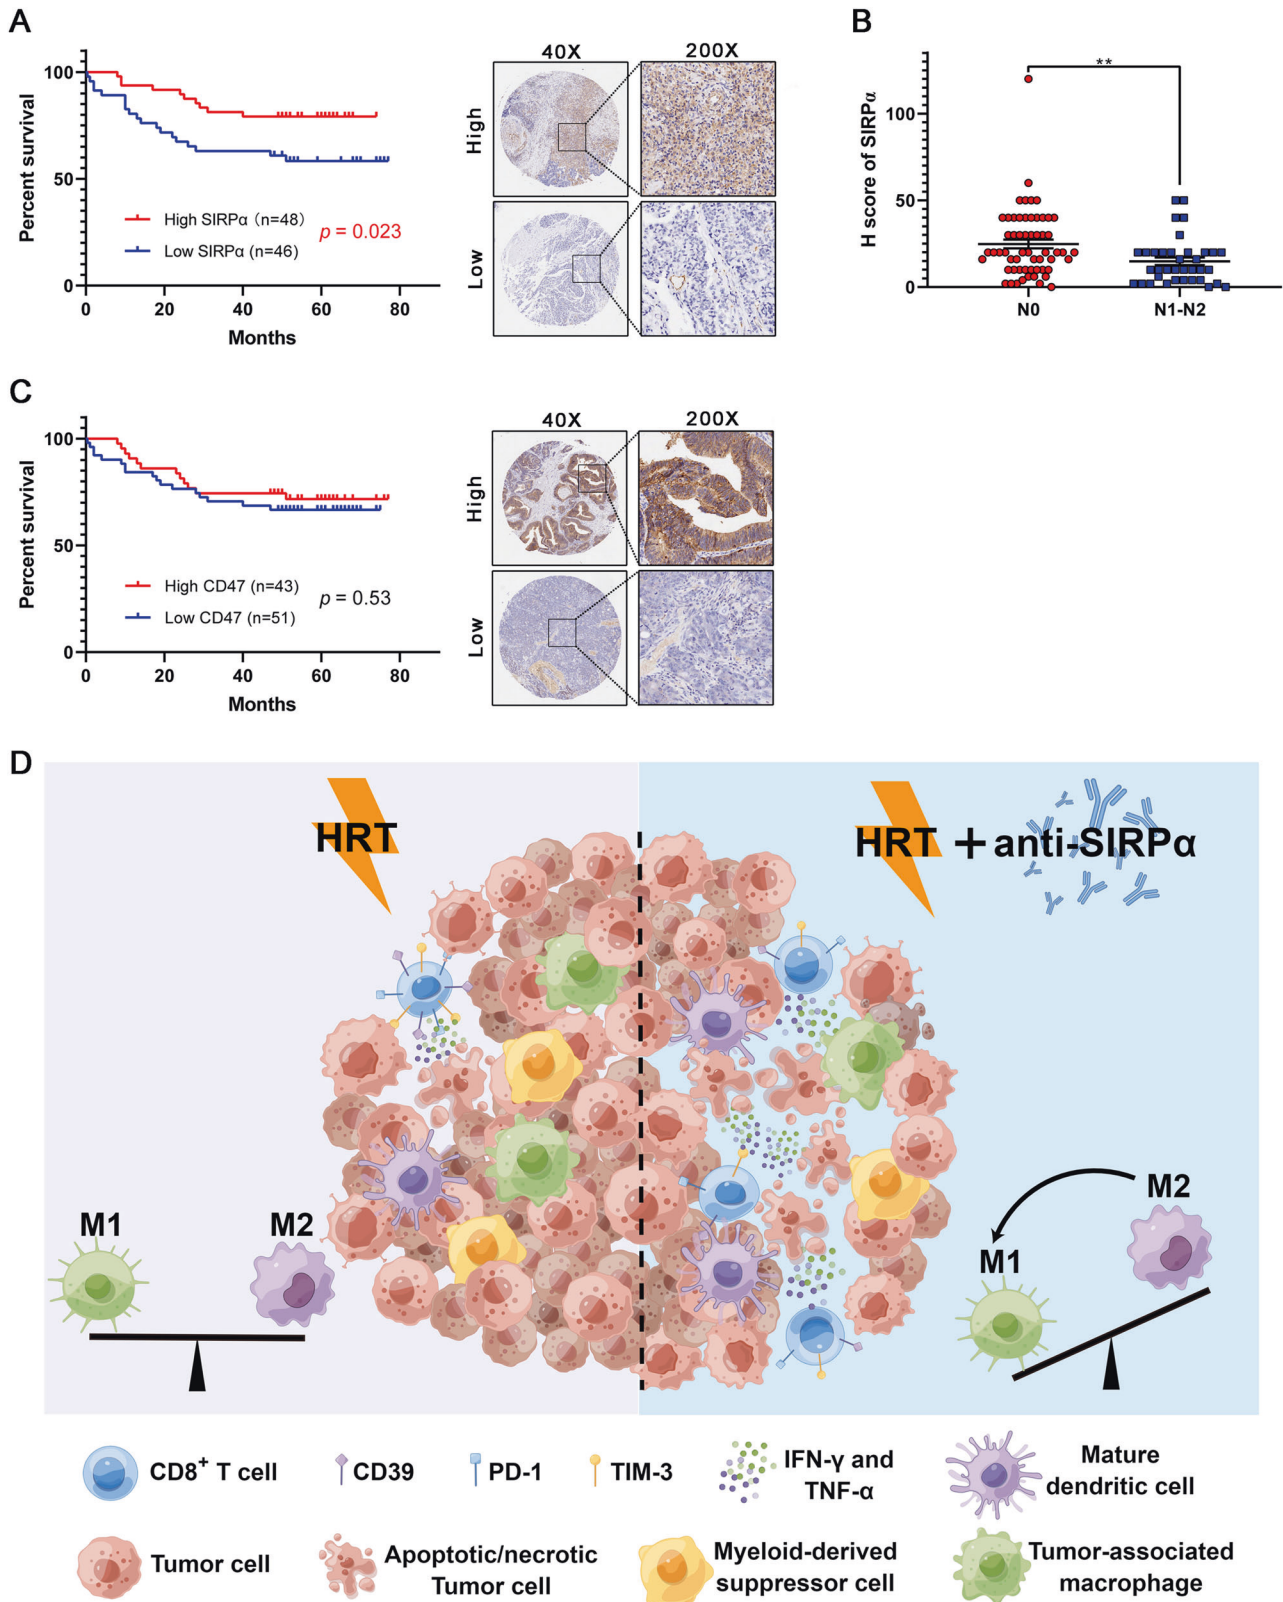 A
B
Percent survival
100
50
0
0 20 40 60 80
Months
High SIRPα (n=48)
Low SIRPα (n=46)
p = 0.023
40X 200X
High
Low
H score of SIRPα
100
50
0
**
N0 N1-N2
C
Percent survival
100
50
0
0 20 40 60 80
Months
High CD47 (n=43)
Low CD47 (n=51)
p = 0.53
40X 200X
High
Low
D
HRT
HRT + anti-SIRPα
M1 M2
M2
M1
CD8+ T cell
CD39
PD-1
TIM-3
IFN-γ and
TNF-α
Mature
dendritic cell
Tumor cell
Apoptotic/necrotic
Tumor cell
Myeloid-derived
suppressor cell
Tumor-associated
macrophage